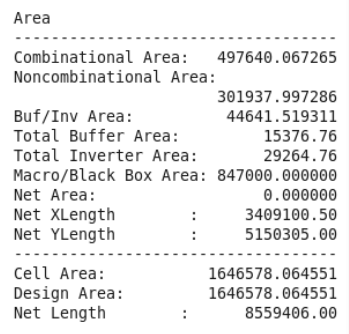 Area
-----------------------------------
Combinational Area:   497640.067265
Noncombinational Area:
                      301937.997286
Buf/Inv Area:          44641.519311
Total Buffer Area:         15376.76
Total Inverter Area:       29264.76
Macro/Black Box Area: 847000.000000
Net Area:                  0.000000
Net XLength        :     3409100.50
Net YLength        :     5150305.00
-----------------------------------
Cell Area:           1646578.064551
Design Area:         1646578.064551
Net Length        :      8559406.00